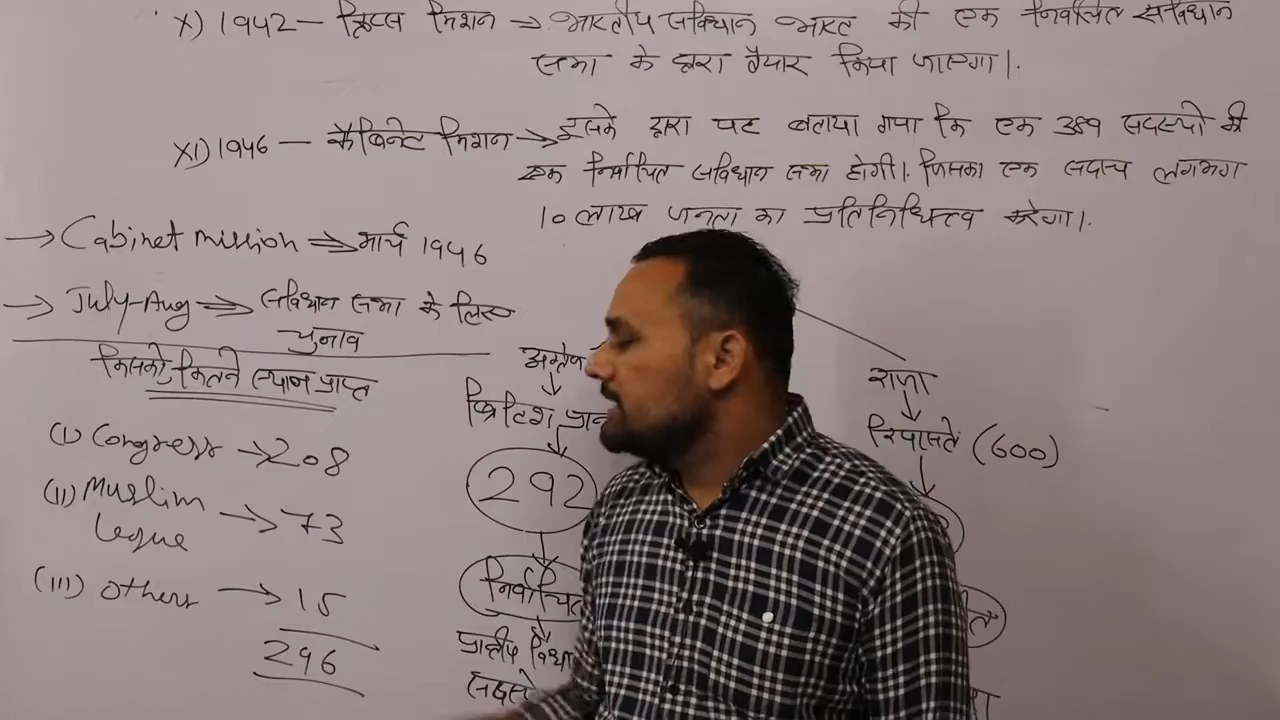 X) 1942 – क्रिप्स मिशन → भारतीय संविधान भारत की एक निर्वाचित संविधान
सभा के द्वारा तैयार किया जाएगा।
XI) 1946 – कैबिनेट मिशन → इसके द्वारा यह बताया गया कि एक 389 सदस्यों की
एक निर्वाचित संविधान सभा होगी। जिसका एक सदस्य लगभग
10 लाख जनता का प्रतिनिधित्व करेगा।
→ Cabinet mission ⇒ मार्च 1946
→ July-Aug ⇒ संविधान सभा के लिए
चुनाव
किसको कितने स्थान प्राप्त
(I) Congress → 208
(II) Muslim
legue → 73
(III) others → 15
296
अंग्रेज
ब्रिटिश
292
निर्वाचित
प्रान्तीय
राजा
रियासतें (600)